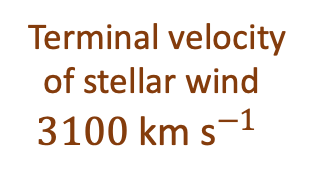 Terminal velocity
of stellar wind
3100 km s⁻¹